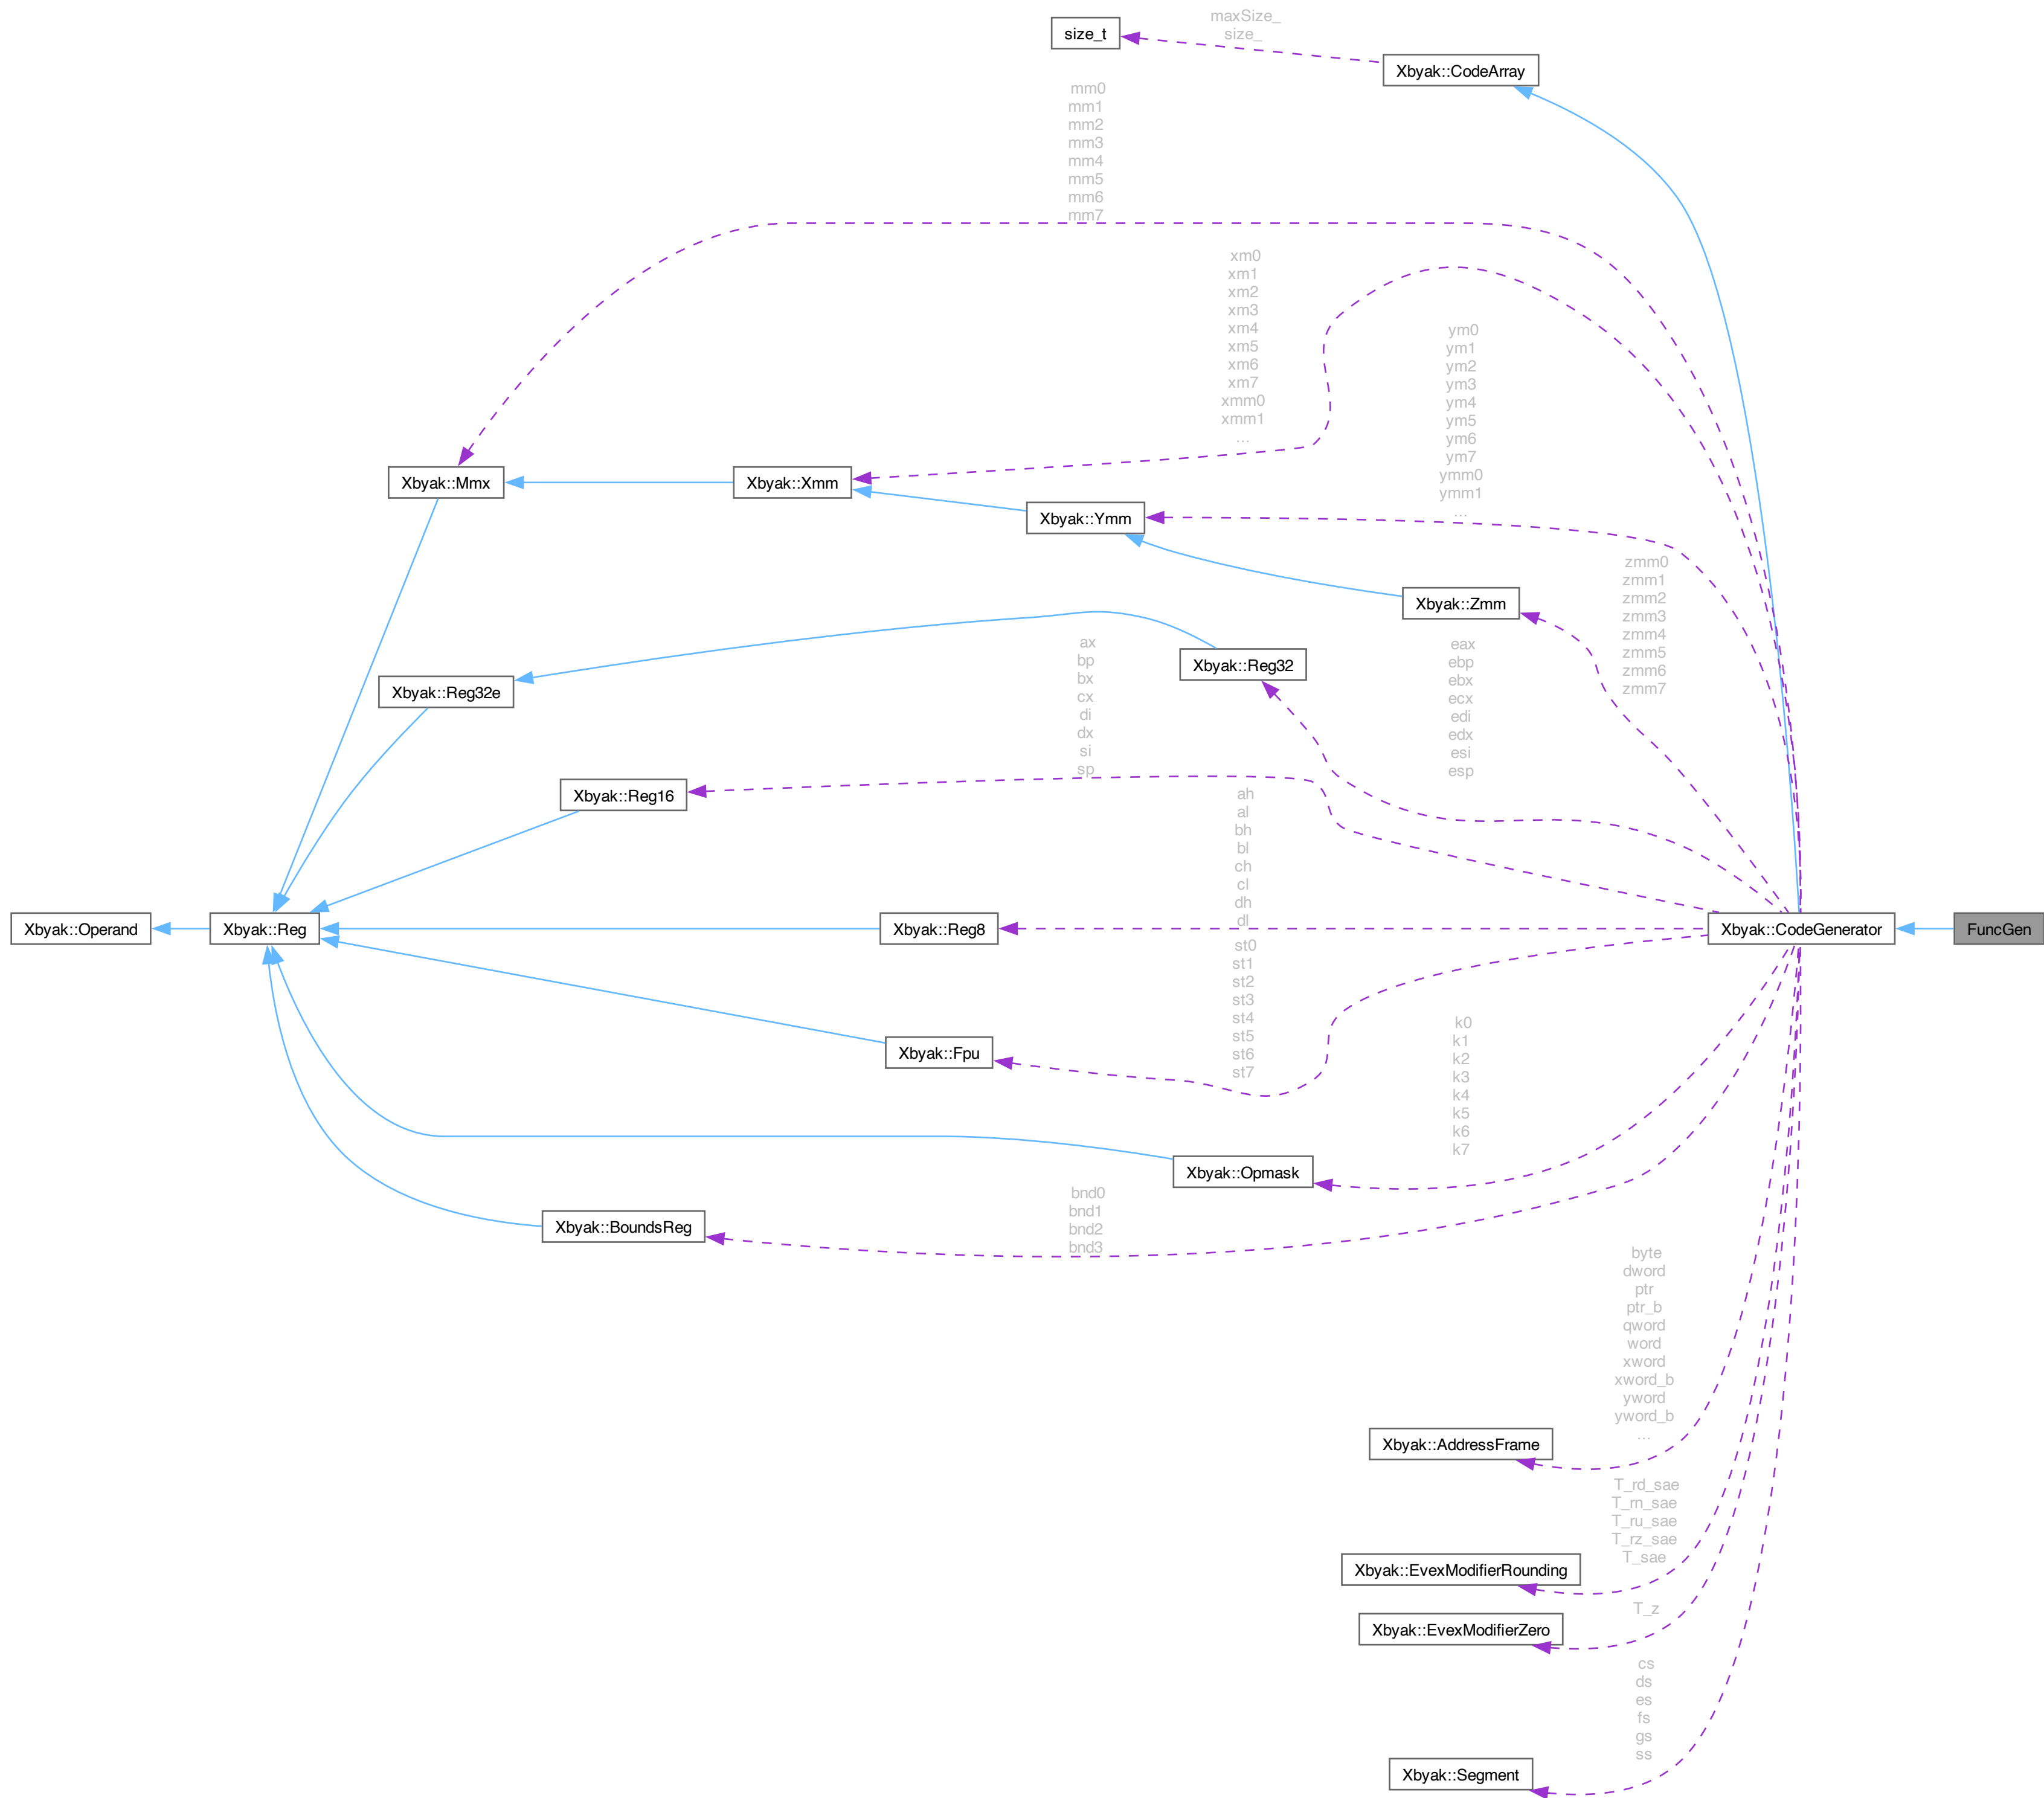 maxSize_
size_
size_t
Xbyak::CodeArray
mm0
mm1
mm2
mm3
mm4
mm5
mm6
mm7
xm0
xm1
xm2
xm3
xm4
xm5
xm6
xm7
xmm0
xmm1
...
ym0
ym1
ym2
ym3
ym4
ym5
ym6
ym7
ymm0
ymm1
...
Xbyak::Mmx
Xbyak::Xmm
Xbyak::Ymm
zmm0
zmm1
zmm2
zmm3
zmm4
zmm5
zmm6
zmm7
Xbyak::Zmm
ax
bp
bx
cx
di
dx
si
sp
eax
ebp
ebx
ecx
edi
edx
esi
esp
Xbyak::Reg32
Xbyak::Reg32e
Xbyak::Reg16
ah
al
bh
bl
ch
cl
dh
dl
Xbyak::Operand
Xbyak::Reg
Xbyak::Reg8
Xbyak::CodeGenerator
FuncGen
st0
st1
st2
st3
st4
st5
st6
st7
Xbyak::Fpu
k0
k1
k2
k3
k4
k5
k6
k7
Xbyak::Opmask
bnd0
bnd1
bnd2
bnd3
Xbyak::BoundsReg
byte
dword
ptr
ptr_b
qword
word
xword
xword_b
yword
yword_b
...
Xbyak::AddressFrame
T_rd_sae
T_rn_sae
T_ru_sae
T_rz_sae
T_sae
Xbyak::EvexModifierRounding
T_z
Xbyak::EvexModifierZero
cs
ds
es
fs
gs
ss
Xbyak::Segment